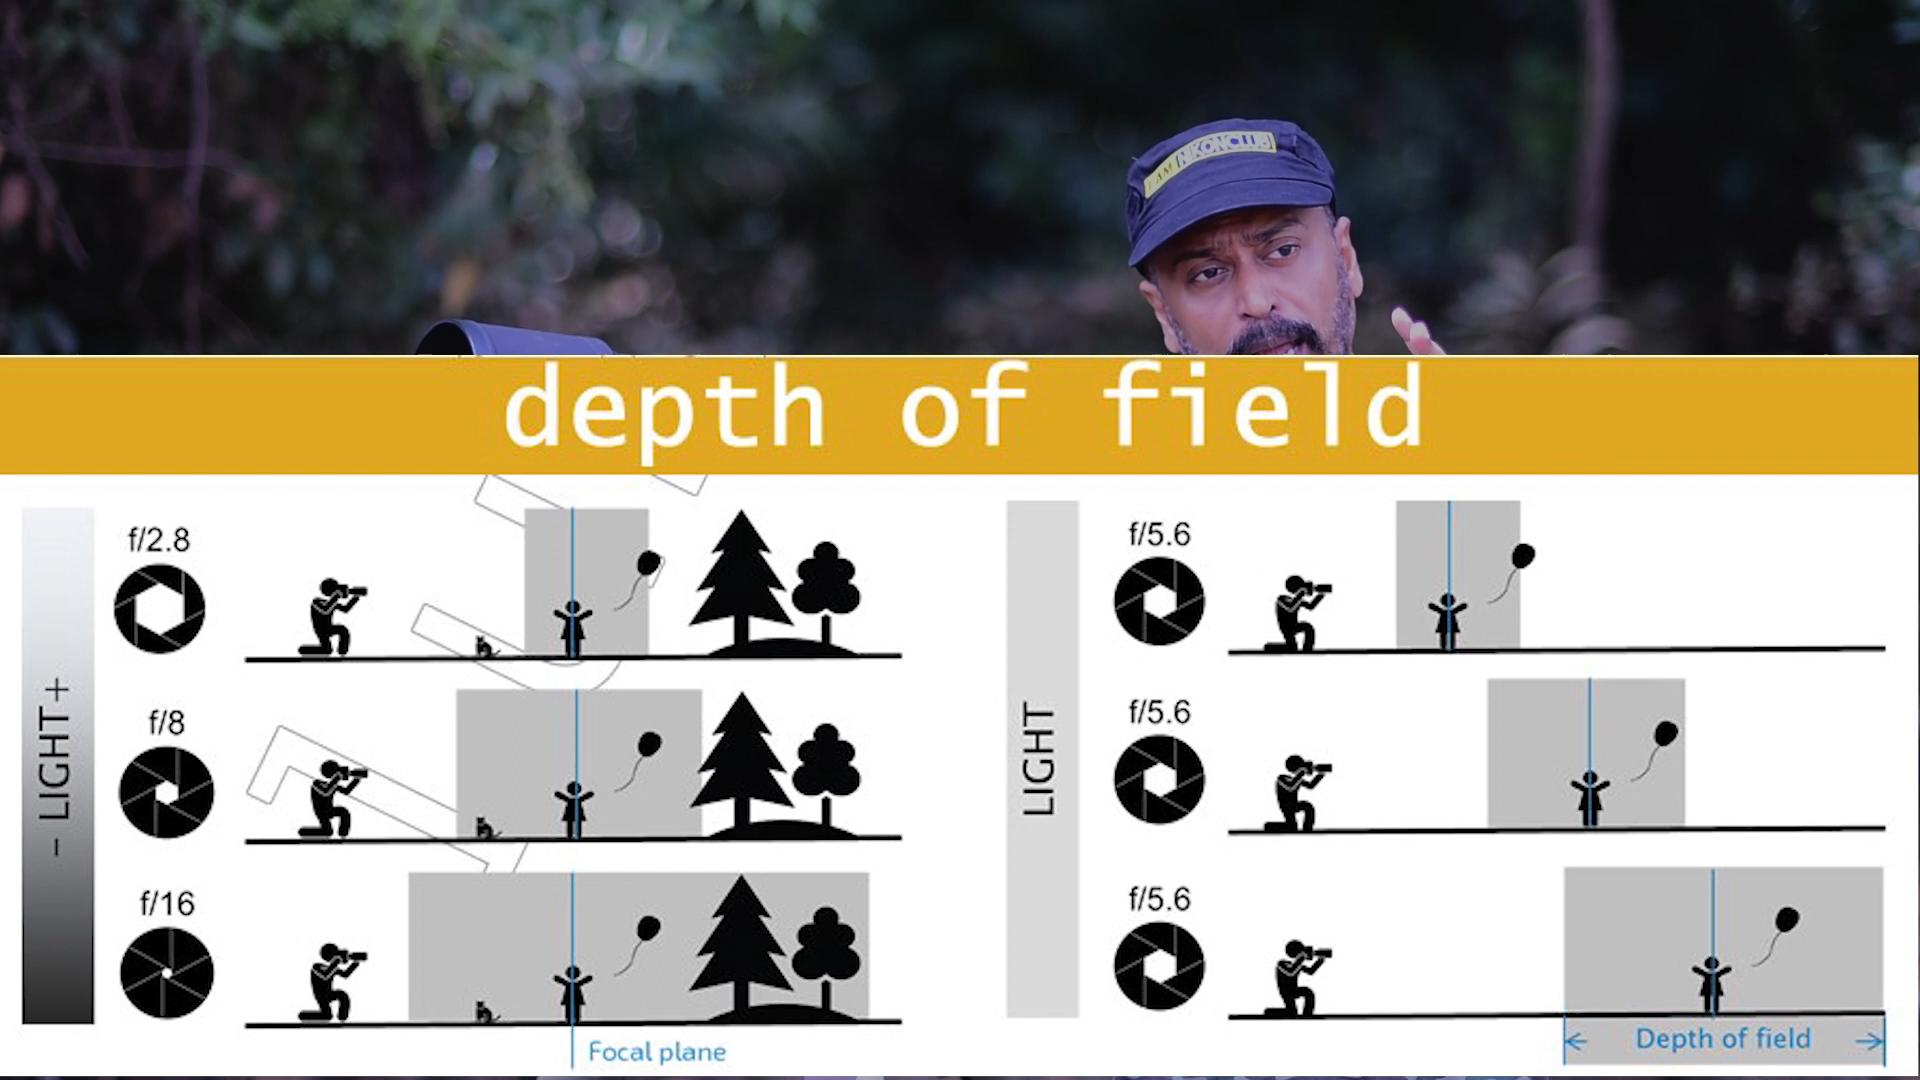 I AM NIKONCLUB
depth of field
f/2.8
f/8
f/16
− LIGHT +
Focal plane
LIGHT
f/5.6
f/5.6
f/5.6
Depth of field